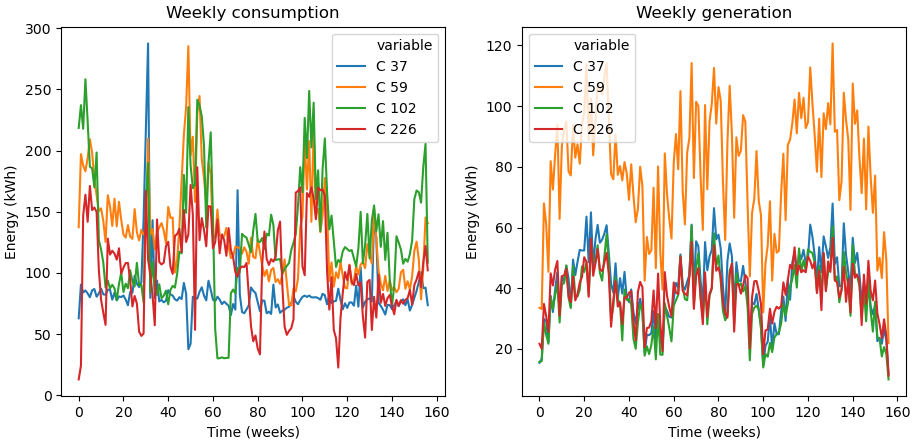 Weekly consumption
Energy (kWh)
300
250
200
150
100
50
0
variable
C 37
C 59
C 102
C 226
0 20 40 60 80 100 120 140 160
Time (weeks)
Weekly generation
Energy (kWh)
120
100
80
60
40
20
variable
C 37
C 59
C 102
C 226
0 20 40 60 80 100 120 140 160
Time (weeks)